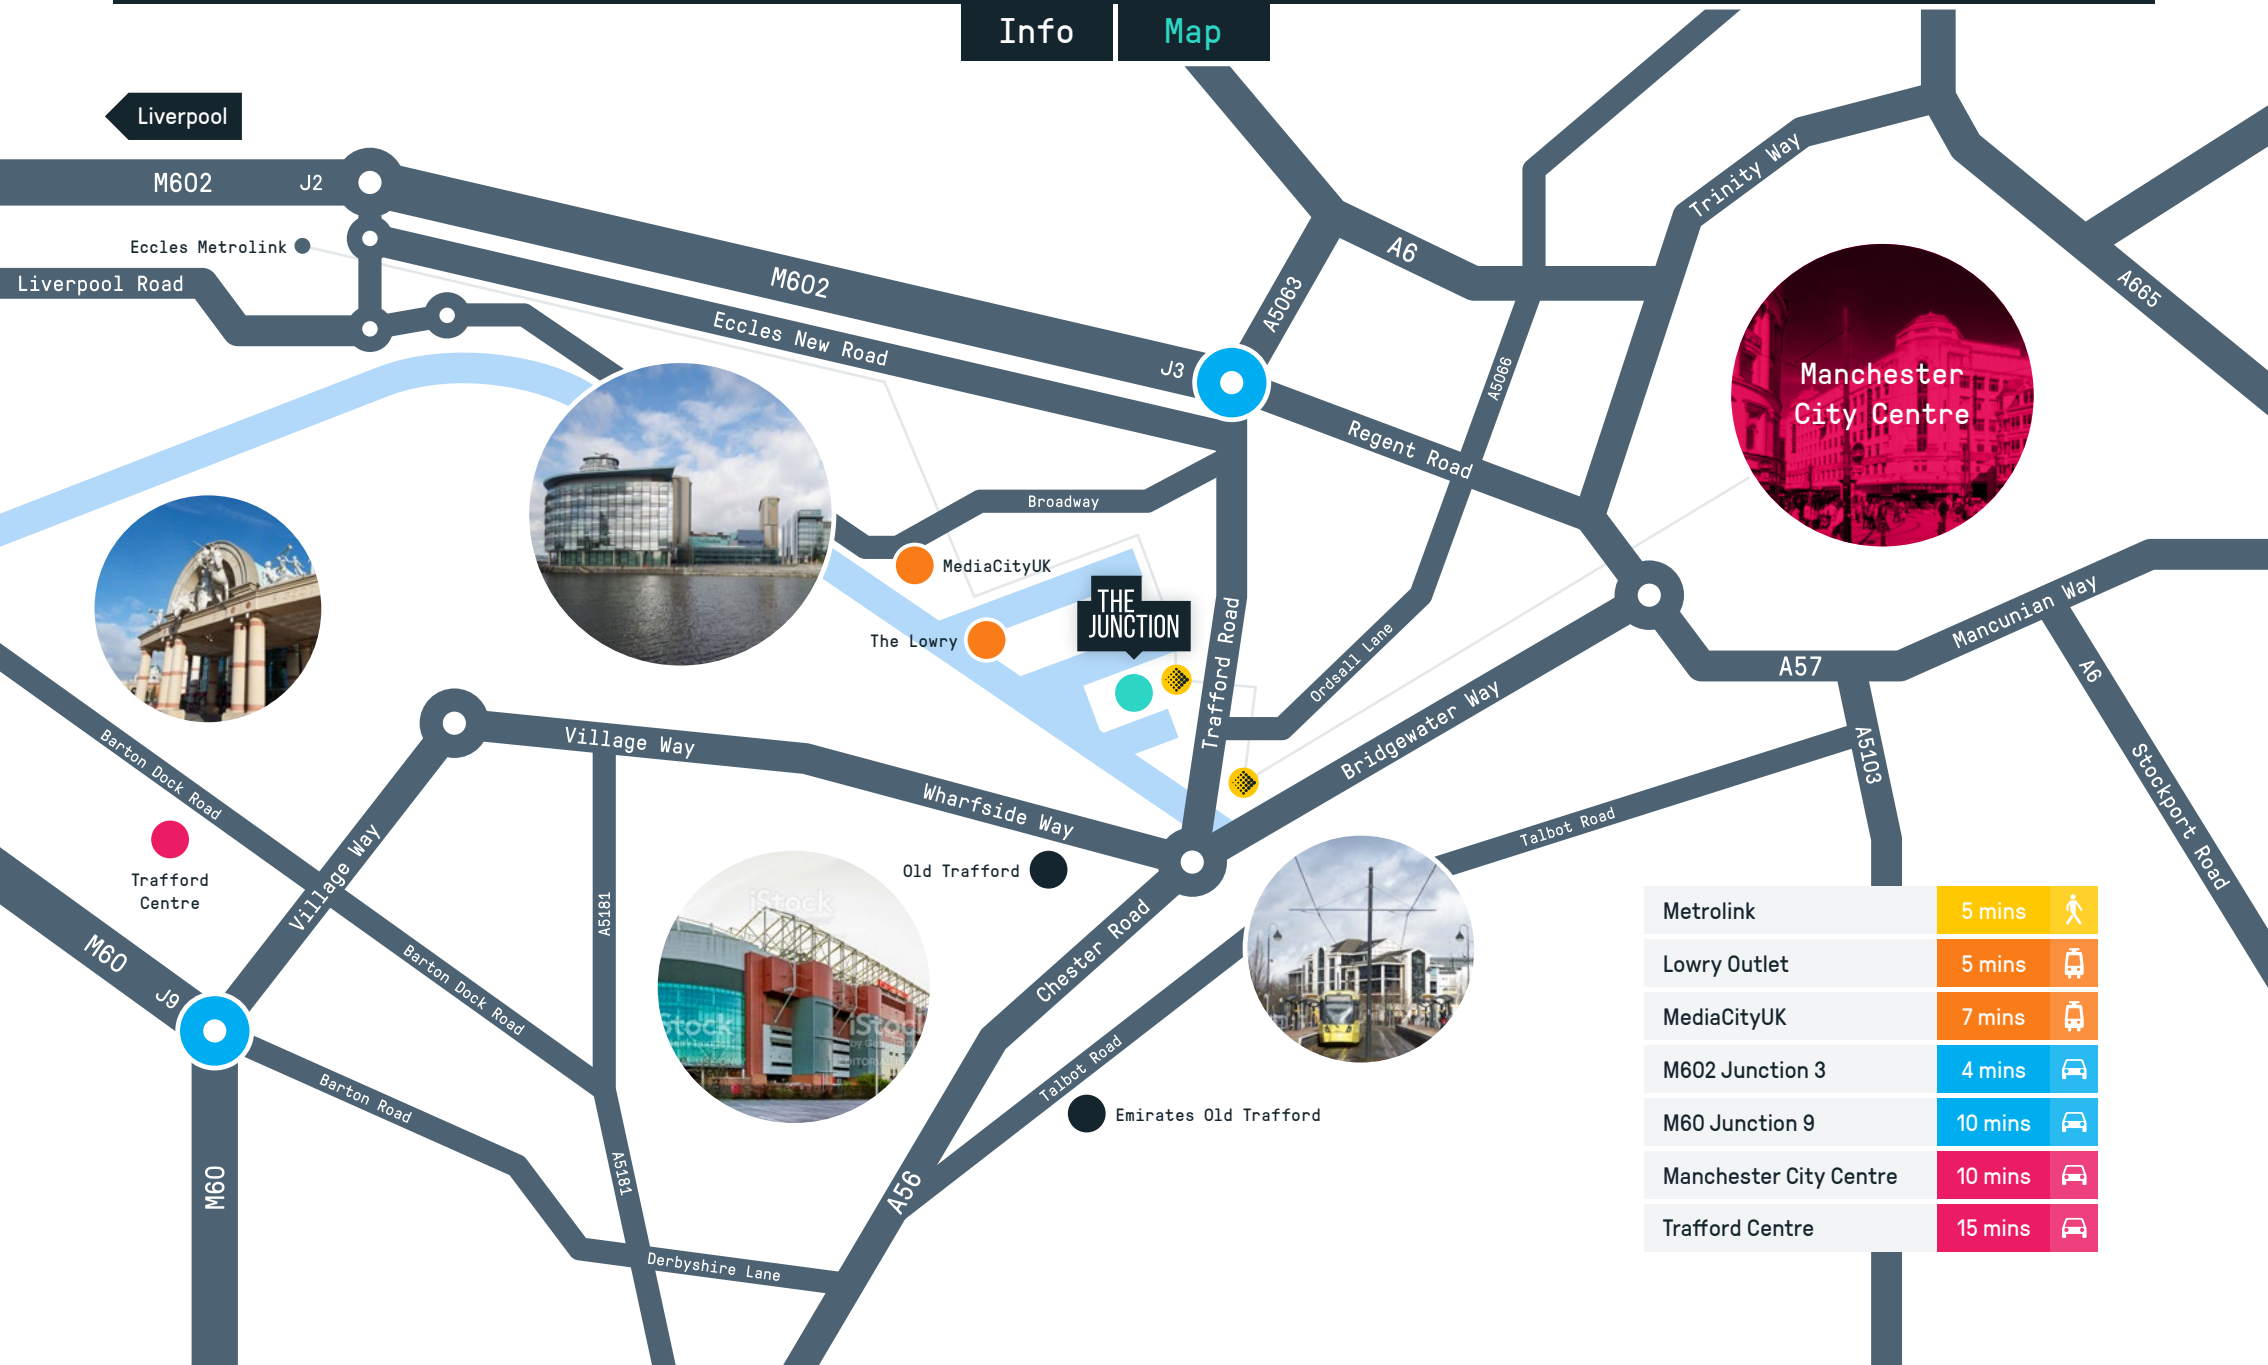 Info
Map
Liverpool
M602
J2
Eccles Metrolink
Liverpool Road
M602
Eccles New Road
J3
A5063
A6
A5066
Trinity Way
A665
Manchester
City Centre
Regent Road
Broadway
MediaCityUK
THE
JUNCTION
The Lowry
Trafford Road
Ordsall Lane
Bridgewater Way
A57
Mancunian Way
A6
Stockport Road
A5103
Talbot Road
Village Way
Wharfside Way
Barton Dock Road
Trafford
Centre
Village Way
M60
J9
Barton Dock Road
A5181
Old Trafford
iStock
iStock
iStock
Chester Road
Talbot Road
Emirates Old Trafford
Barton Road
M60
A5181
A56
Derbyshire Lane
Metrolink 5 mins
Lowry Outlet 5 mins
MediaCityUK 7 mins
M602 Junction 3 4 mins
M60 Junction 9 10 mins
Manchester City Centre 10 mins
Trafford Centre 15 mins